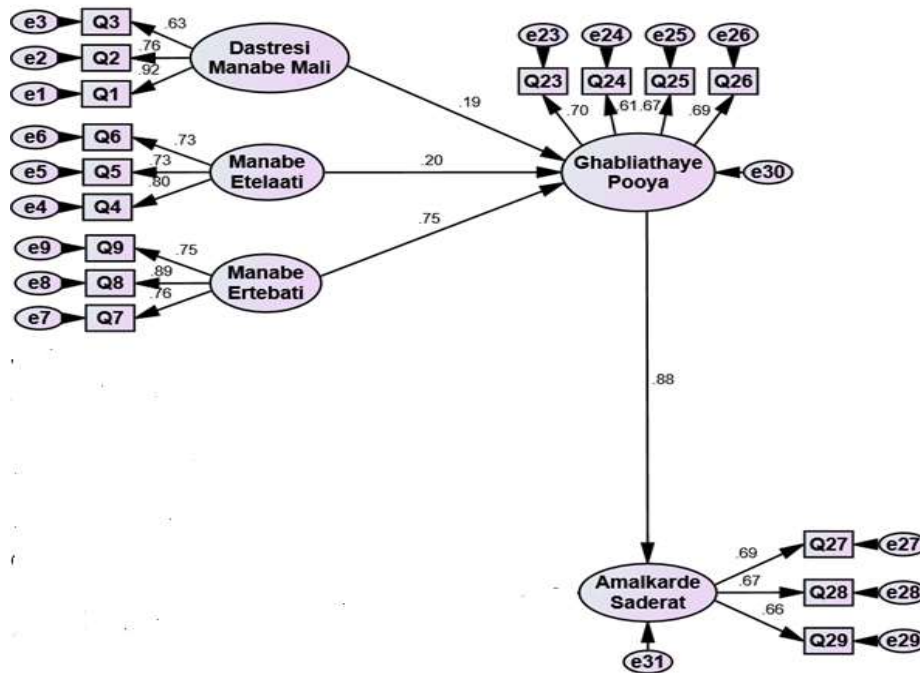 e3 Q3 .63
e2 Q2 .76
e1 Q1 .92
Dastresi
Manabe Mali
e6 Q6 .73
e5 Q5 .73
e4 Q4 .80
Manabe
Etelaati
e9 Q9 .75
e8 Q8 .89
e7 Q7 .76
Manabe
Ertebati
.19
.20
.75
e23 e24 e25 e26
Q23 Q24 Q25 Q26
.70 .61 .67 .69
Ghabliathaye
Pooya
e30
.88
Amalkarde
Saderat
e31
.69 Q27 e27
.67 Q28 e28
.66 Q29 e29